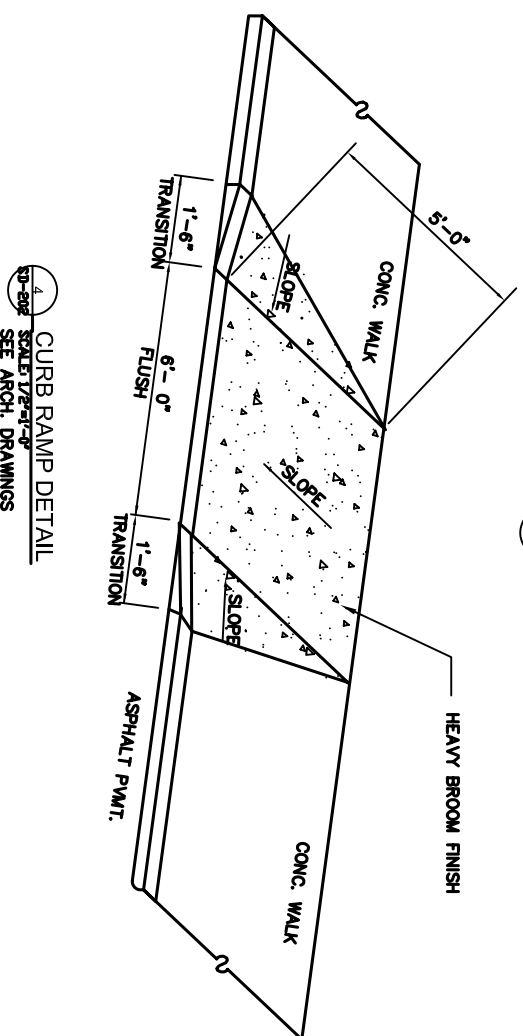 5'-0"
CONC. WALK
SLOPE
1'-6"
TRANSITION
6'- 0"
FLUSH
SLOPE
1'-6"
TRANSITION
SLOPE
HEAVY BROOM FINISH
ASPHALT PVMT.
CONC. WALK
4
CURB RAMP DETAIL
SD-202 SCALE: 1/2"=1'-0"
SEE ARCH. DRAWINGS